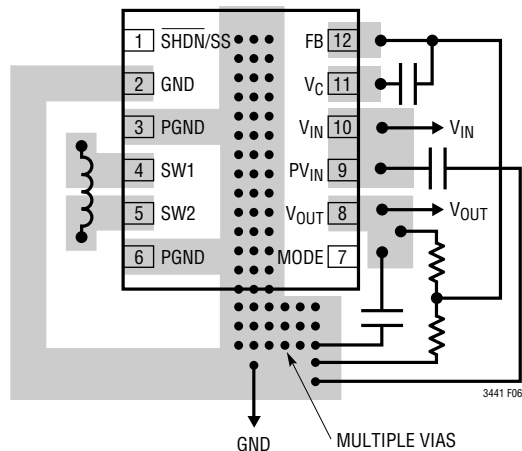 1 SHDN/SS
2 GND
3 PGND
4 SW1
5 SW2
6 PGND
FB 12
VC 11
VIN 10
PVIN 9
VOUT 8
MODE 7
VIN
VOUT
3441 F06
GND
MULTIPLE VIAS